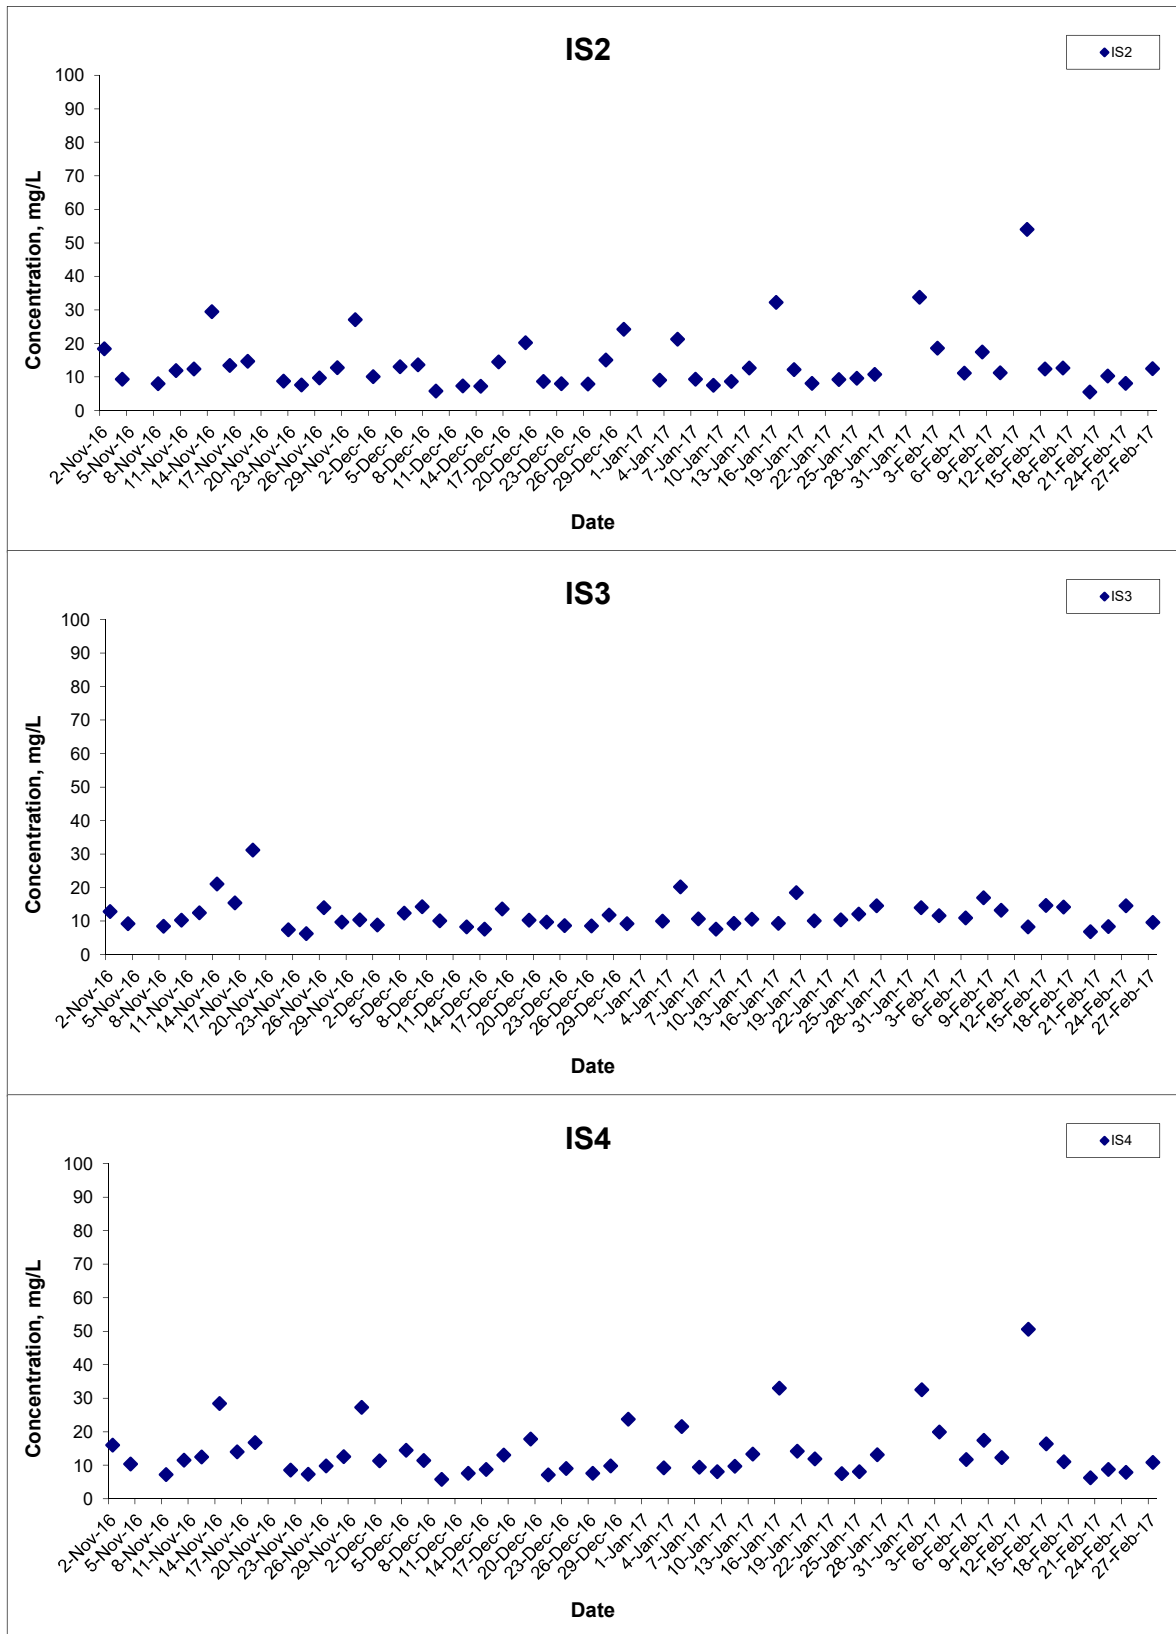 IS2
IS2
100
90
80
70
60
50
40
30
20
10
0
Concentration, mg/L
2-Nov-16
5-Nov-16
8-Nov-16
11-Nov-16
14-Nov-16
17-Nov-16
20-Nov-16
23-Nov-16
26-Nov-16
29-Nov-16
2-Dec-16
5-Dec-16
8-Dec-16
11-Dec-16
14-Dec-16
17-Dec-16
20-Dec-16
23-Dec-16
26-Dec-16
29-Dec-16
1-Jan-17
4-Jan-17
7-Jan-17
10-Jan-17
13-Jan-17
16-Jan-17
19-Jan-17
22-Jan-17
25-Jan-17
28-Jan-17
31-Jan-17
3-Feb-17
6-Feb-17
9-Feb-17
12-Feb-17
15-Feb-17
18-Feb-17
21-Feb-17
24-Feb-17
27-Feb-17
Date
IS3
IS3
100
90
80
70
60
50
40
30
20
10
0
Concentration, mg/L
2-Nov-16
5-Nov-16
8-Nov-16
11-Nov-16
14-Nov-16
17-Nov-16
20-Nov-16
23-Nov-16
26-Nov-16
29-Nov-16
2-Dec-16
5-Dec-16
8-Dec-16
11-Dec-16
14-Dec-16
17-Dec-16
20-Dec-16
23-Dec-16
26-Dec-16
29-Dec-16
1-Jan-17
4-Jan-17
7-Jan-17
10-Jan-17
13-Jan-17
16-Jan-17
19-Jan-17
22-Jan-17
25-Jan-17
28-Jan-17
31-Jan-17
3-Feb-17
6-Feb-17
9-Feb-17
12-Feb-17
15-Feb-17
18-Feb-17
21-Feb-17
24-Feb-17
27-Feb-17
Date
IS4
IS4
100
90
80
70
60
50
40
30
20
10
0
Concentration, mg/L
2-Nov-16
5-Nov-16
8-Nov-16
11-Nov-16
14-Nov-16
17-Nov-16
20-Nov-16
23-Nov-16
26-Nov-16
29-Nov-16
2-Dec-16
5-Dec-16
8-Dec-16
11-Dec-16
14-Dec-16
17-Dec-16
20-Dec-16
23-Dec-16
26-Dec-16
29-Dec-16
1-Jan-17
4-Jan-17
7-Jan-17
10-Jan-17
13-Jan-17
16-Jan-17
19-Jan-17
22-Jan-17
25-Jan-17
28-Jan-17
31-Jan-17
3-Feb-17
6-Feb-17
9-Feb-17
12-Feb-17
15-Feb-17
18-Feb-17
21-Feb-17
24-Feb-17
27-Feb-17
Date